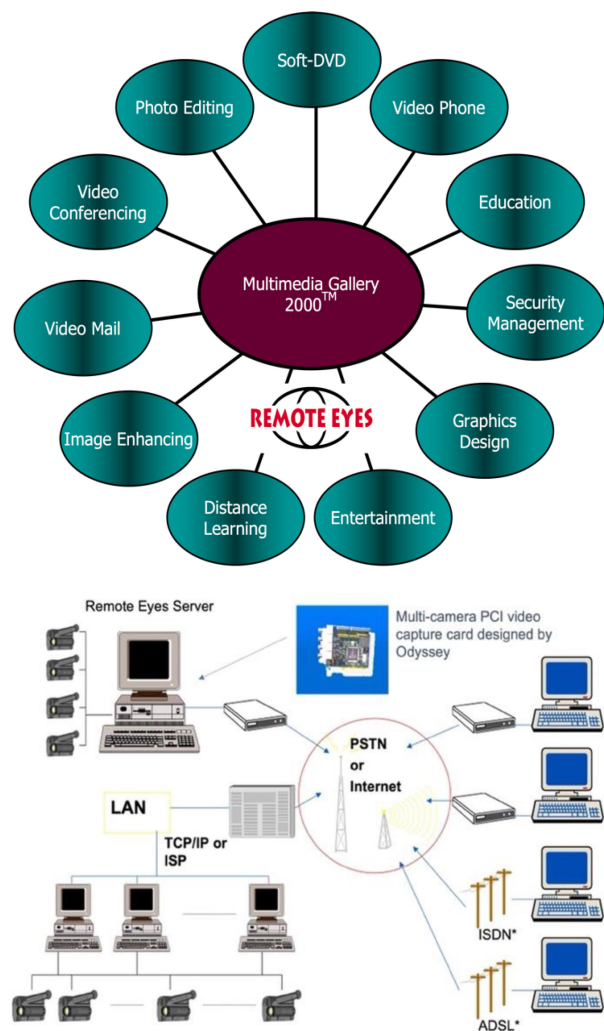 Soft-DVD
Photo Editing
Video Phone
Video
Conferencing
Education
Multimedia Gallery
2000TM
Video Mail
Security
Management
REMOTE EYES
Image Enhancing
Graphics
Design
Distance
Learning
Entertainment
Remote Eyes Server
Multi-camera PCI video
capture card designed by
Odyssey
PSTN
or
Internet
LAN
TCP/IP or
ISP
ISDN*
ADSL*